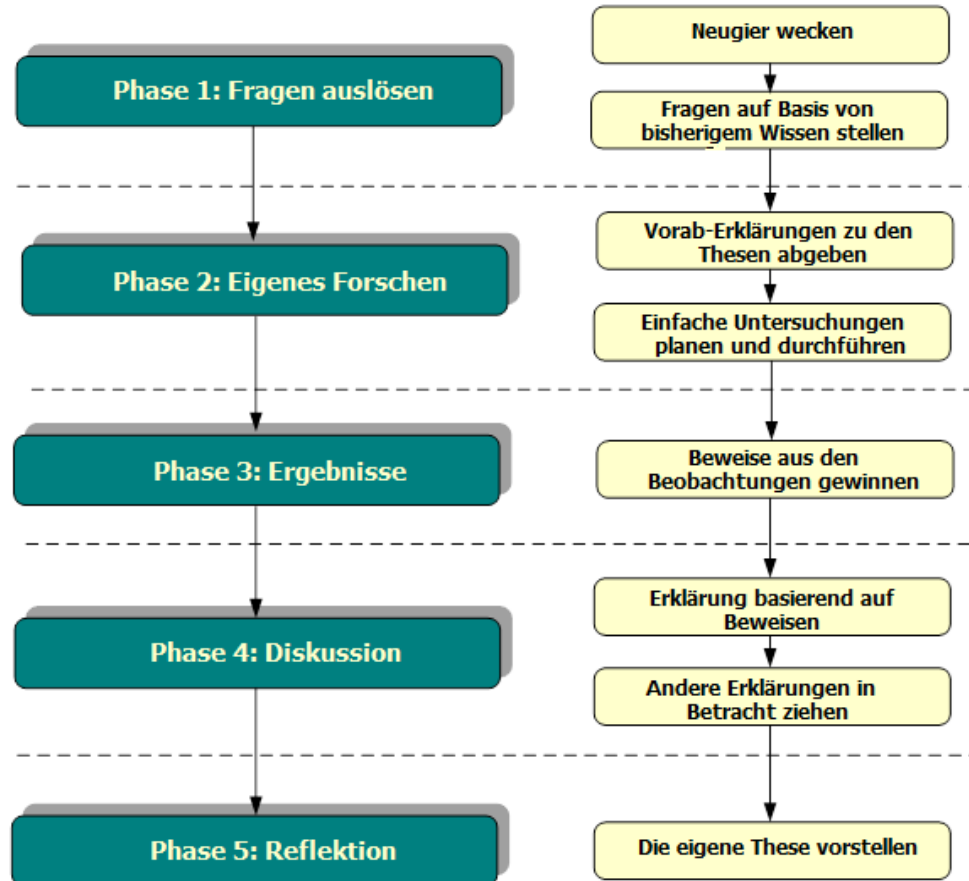 Neugier wecken
Phase 1: Fragen auslösen
Fragen auf Basis von
bisherigem Wissen stellen
Vorab-Erklärungen zu den
Thesen abgeben
Phase 2: Eigenes Forschen
Einfache Untersuchungen
planen und durchführen
Phase 3: Ergebnisse
Beweise aus den
Beobachtungen gewinnen
Erklärung basierend auf
Beweisen
Phase 4: Diskussion
Andere Erklärungen in
Betracht ziehen
Phase 5: Reflektion
Die eigene These vorstellen